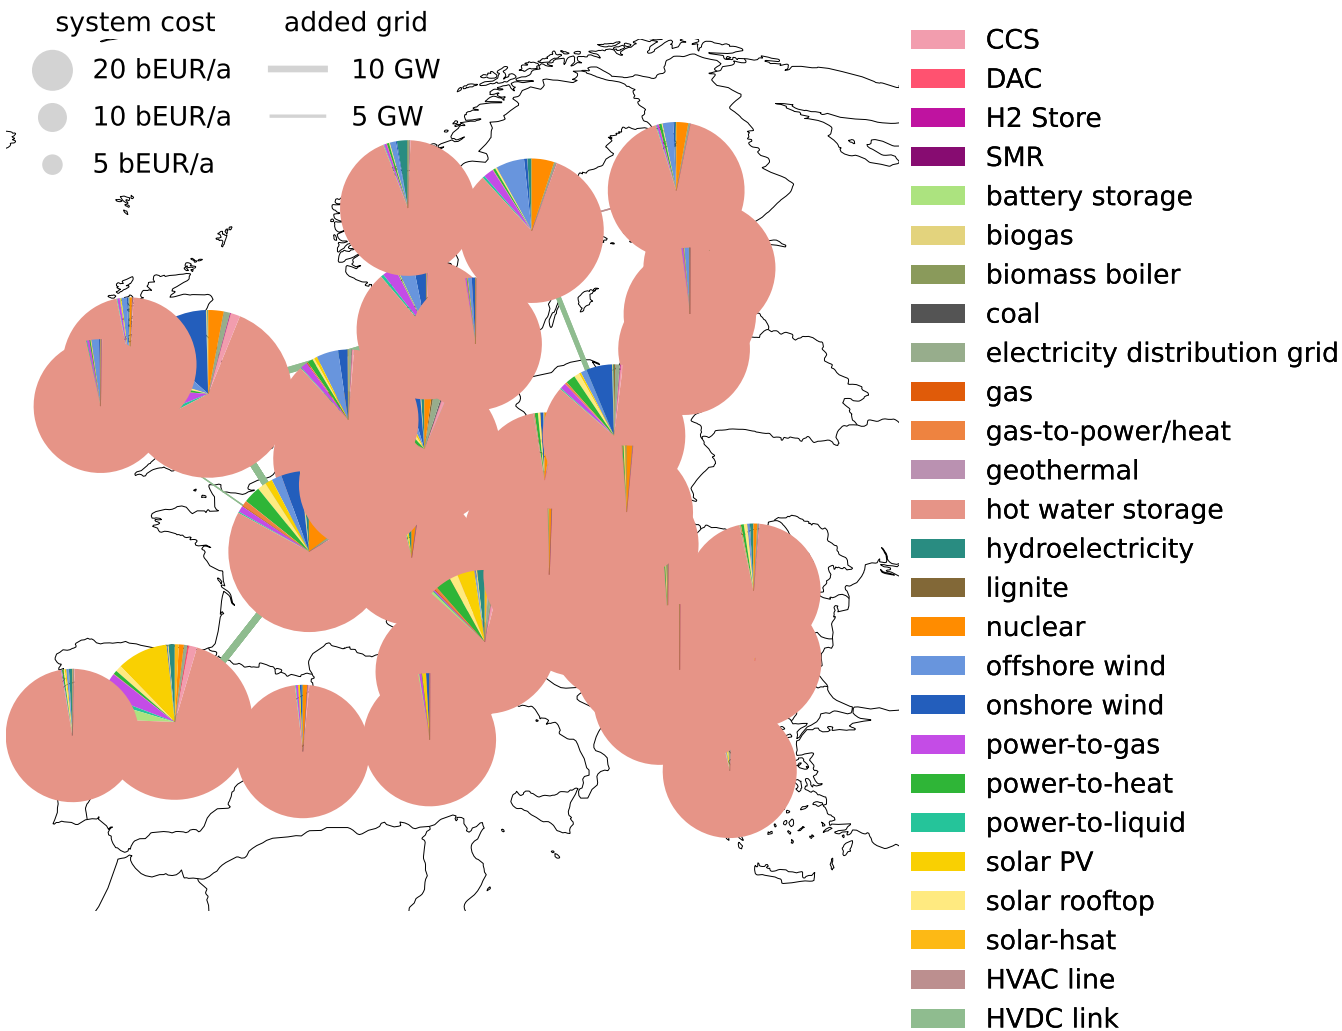 system cost
20 bEUR/a
10 bEUR/a
5 bEUR/a
added grid
10 GW
5 GW
CCS
DAC
H2 Store
SMR
battery storage
biogas
biomass boiler
coal
electricity distribution grid
gas
gas-to-power/heat
geothermal
hot water storage
hydroelectricity
lignite
nuclear
offshore wind
onshore wind
power-to-gas
power-to-heat
power-to-liquid
solar PV
solar rooftop
solar-hsat
HVAC line
HVDC link